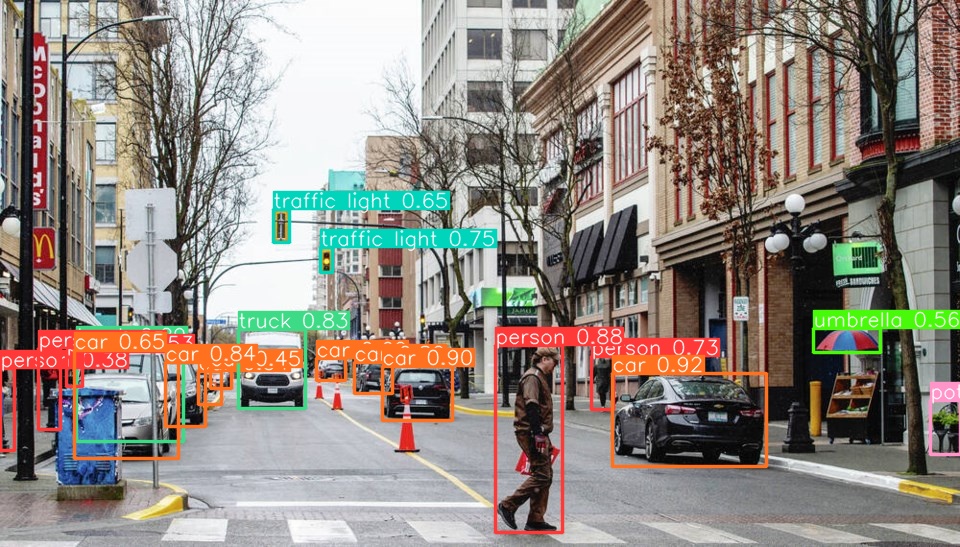 McDonald's
traffic light 0.65
traffic light 0.75
truck 0.83
umbrella 0.56
person 0.88
person 0.73
car 0.65
car 0.84
0.45
car
car 0.90
car 0.92
0.38